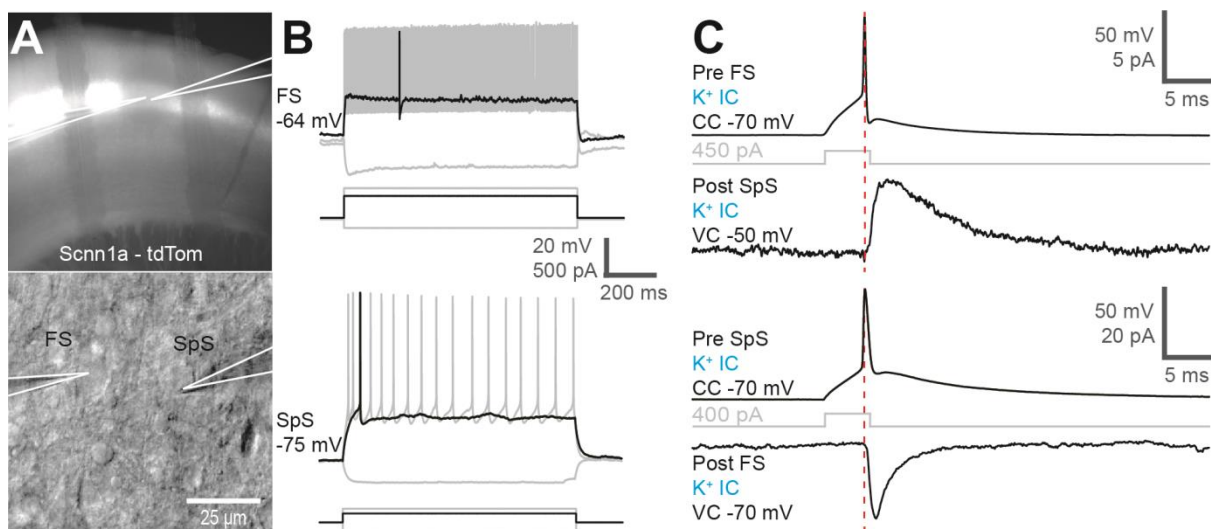 A
Scnn1a - tdTom
FS
SpS
25 µm
B
FS
-64 mV
20 mV
500 pA
200 ms
SpS
-75 mV
C
Pre FS
K⁺ IC
CC -70 mV
450 pA
50 mV
5 pA
5 ms
Post SpS
K⁺ IC
VC -50 mV
Pre SpS
K⁺ IC
CC -70 mV
400 pA
50 mV
20 pA
5 ms
Post FS
K⁺ IC
VC -70 mV